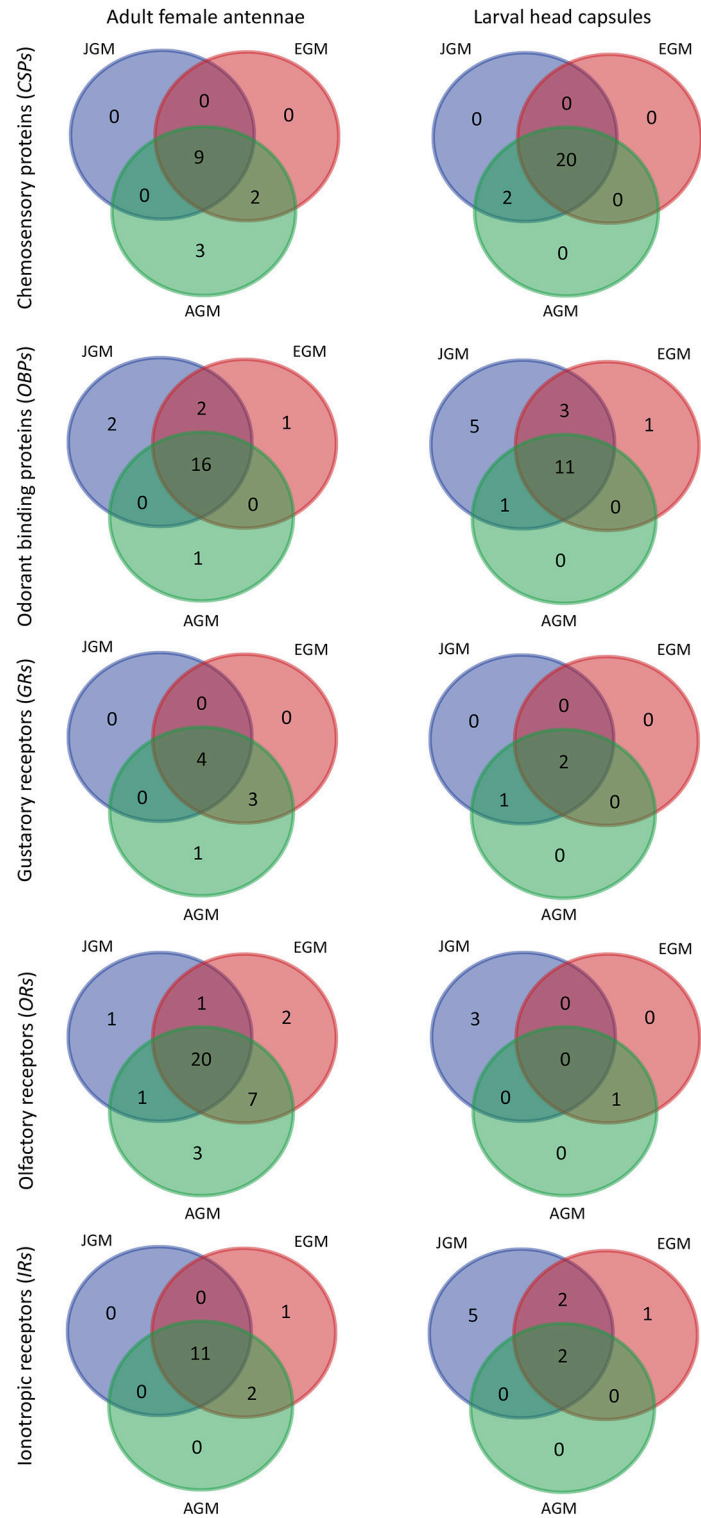 Adult female antennae
Larval head capsules
Chemosensory proteins (CSPs)
JGM
EGM
0
0
0
9
0
2
3
AGM
JGM
EGM
0
0
0
20
2
0
0
AGM
Odorant binding proteins (OBPs)
JGM
EGM
2
2
1
16
0
0
1
AGM
JGM
EGM
5
3
1
11
1
0
0
AGM
Gustarory receptors (GRs)
JGM
EGM
0
0
0
4
0
3
1
AGM
JGM
EGM
0
0
0
2
1
0
0
AGM
Olfactory receptors (ORs)
JGM
EGM
1
1
2
20
1
7
3
AGM
JGM
EGM
3
0
0
0
0
1
0
AGM
Ionotropic receptors (IRs)
JGM
EGM
0
0
1
11
0
2
0
AGM
JGM
EGM
5
2
1
2
0
0
0
AGM